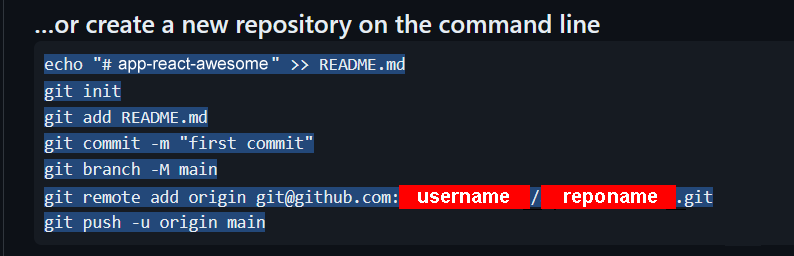 ...or create a new repository on the command line
echo "# app-react-awesome " >> README.md
git init
git add README.md
git commit -m "first commit"
git branch -M main
git remote add origin git@github.com: username / reponame .git
git push -u origin main